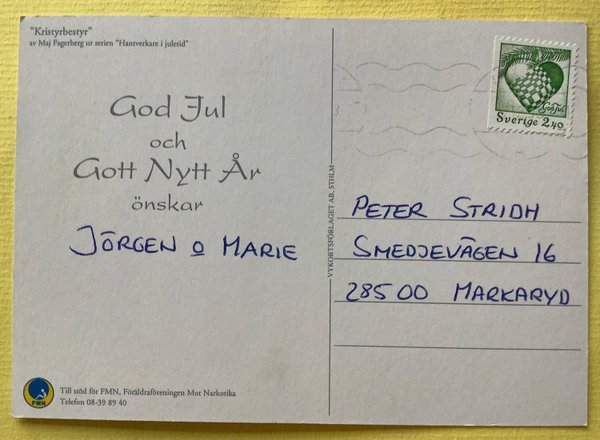 "Kristyrbestyr"
av Maj Fagerberg ur serien "Hantverkare i juletid"
God Jul
och
Gott Nytt År
önskar
JÖRGEN o MARIE
FMN
Till stöd för FMN, Föräldraföreningen Mot Narkotika
Telefon 08-39 89 40
VYKORTSFÖRLAGET AB, STHLM
God Jul
Sverige 2,40
PETER STRIDH
SMEDJEVÄGEN 16
285 00 MARKARYD